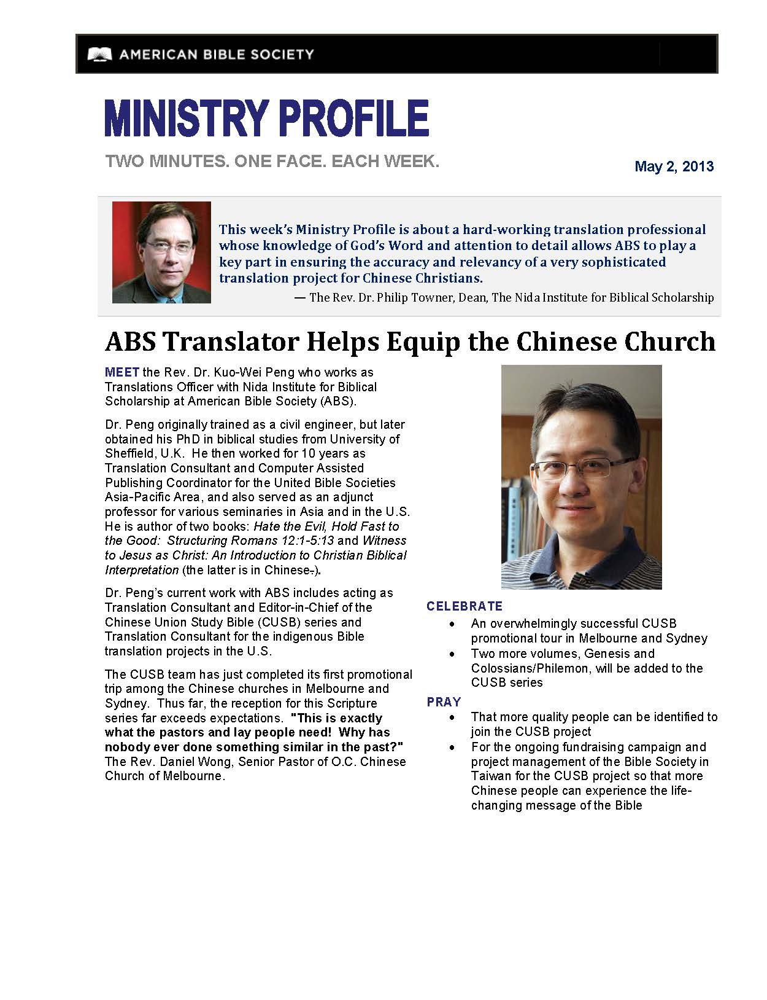 AMERICAN BIBLE SOCIETY
MINISTRY PROFILE
TWO MINUTES. ONE FACE. EACH WEEK.
May 2, 2013
This week’s Ministry Profile is about a hard-working translation professional
whose knowledge of God’s Word and attention to detail allows ABS to play a
key part in ensuring the accuracy and relevancy of a very sophisticated
translation project for Chinese Christians.
— The Rev. Dr. Philip Towner, Dean, The Nida Institute for Biblical Scholarship
ABS Translator Helps Equip the Chinese Church
MEET the Rev. Dr. Kuo-Wei Peng who works as
Translations Officer with Nida Institute for Biblical
Scholarship at American Bible Society (ABS).
Dr. Peng originally trained as a civil engineer, but later
obtained his PhD in biblical studies from University of
Sheffield, U.K.  He then worked for 10 years as
Translation Consultant and Computer Assisted
Publishing Coordinator for the United Bible Societies
Asia-Pacific Area, and also served as an adjunct
professor for various seminaries in Asia and in the U.S.
He is author of two books: Hate the Evil, Hold Fast to
the Good:  Structuring Romans 12:1-5:13 and Witness
to Jesus as Christ: An Introduction to Christian Biblical
Interpretation (the latter is in Chinese.).
Dr. Peng’s current work with ABS includes acting as
Translation Consultant and Editor-in-Chief of the
Chinese Union Study Bible (CUSB) series and
Translation Consultant for the indigenous Bible
translation projects in the U.S.
The CUSB team has just completed its first promotional
trip among the Chinese churches in Melbourne and
Sydney.  Thus far, the reception for this Scripture
series far exceeds expectations.  "This is exactly
what the pastors and lay people need!  Why has
nobody ever done something similar in the past?"
The Rev. Daniel Wong, Senior Pastor of O.C. Chinese
Church of Melbourne.
CELEBRATE
• An overwhelmingly successful CUSB
promotional tour in Melbourne and Sydney
• Two more volumes, Genesis and
Colossians/Philemon, will be added to the
CUSB series
PRAY
• That more quality people can be identified to
join the CUSB project
• For the ongoing fundraising campaign and
project management of the Bible Society in
Taiwan for the CUSB project so that more
Chinese people can experience the life-
changing message of the Bible